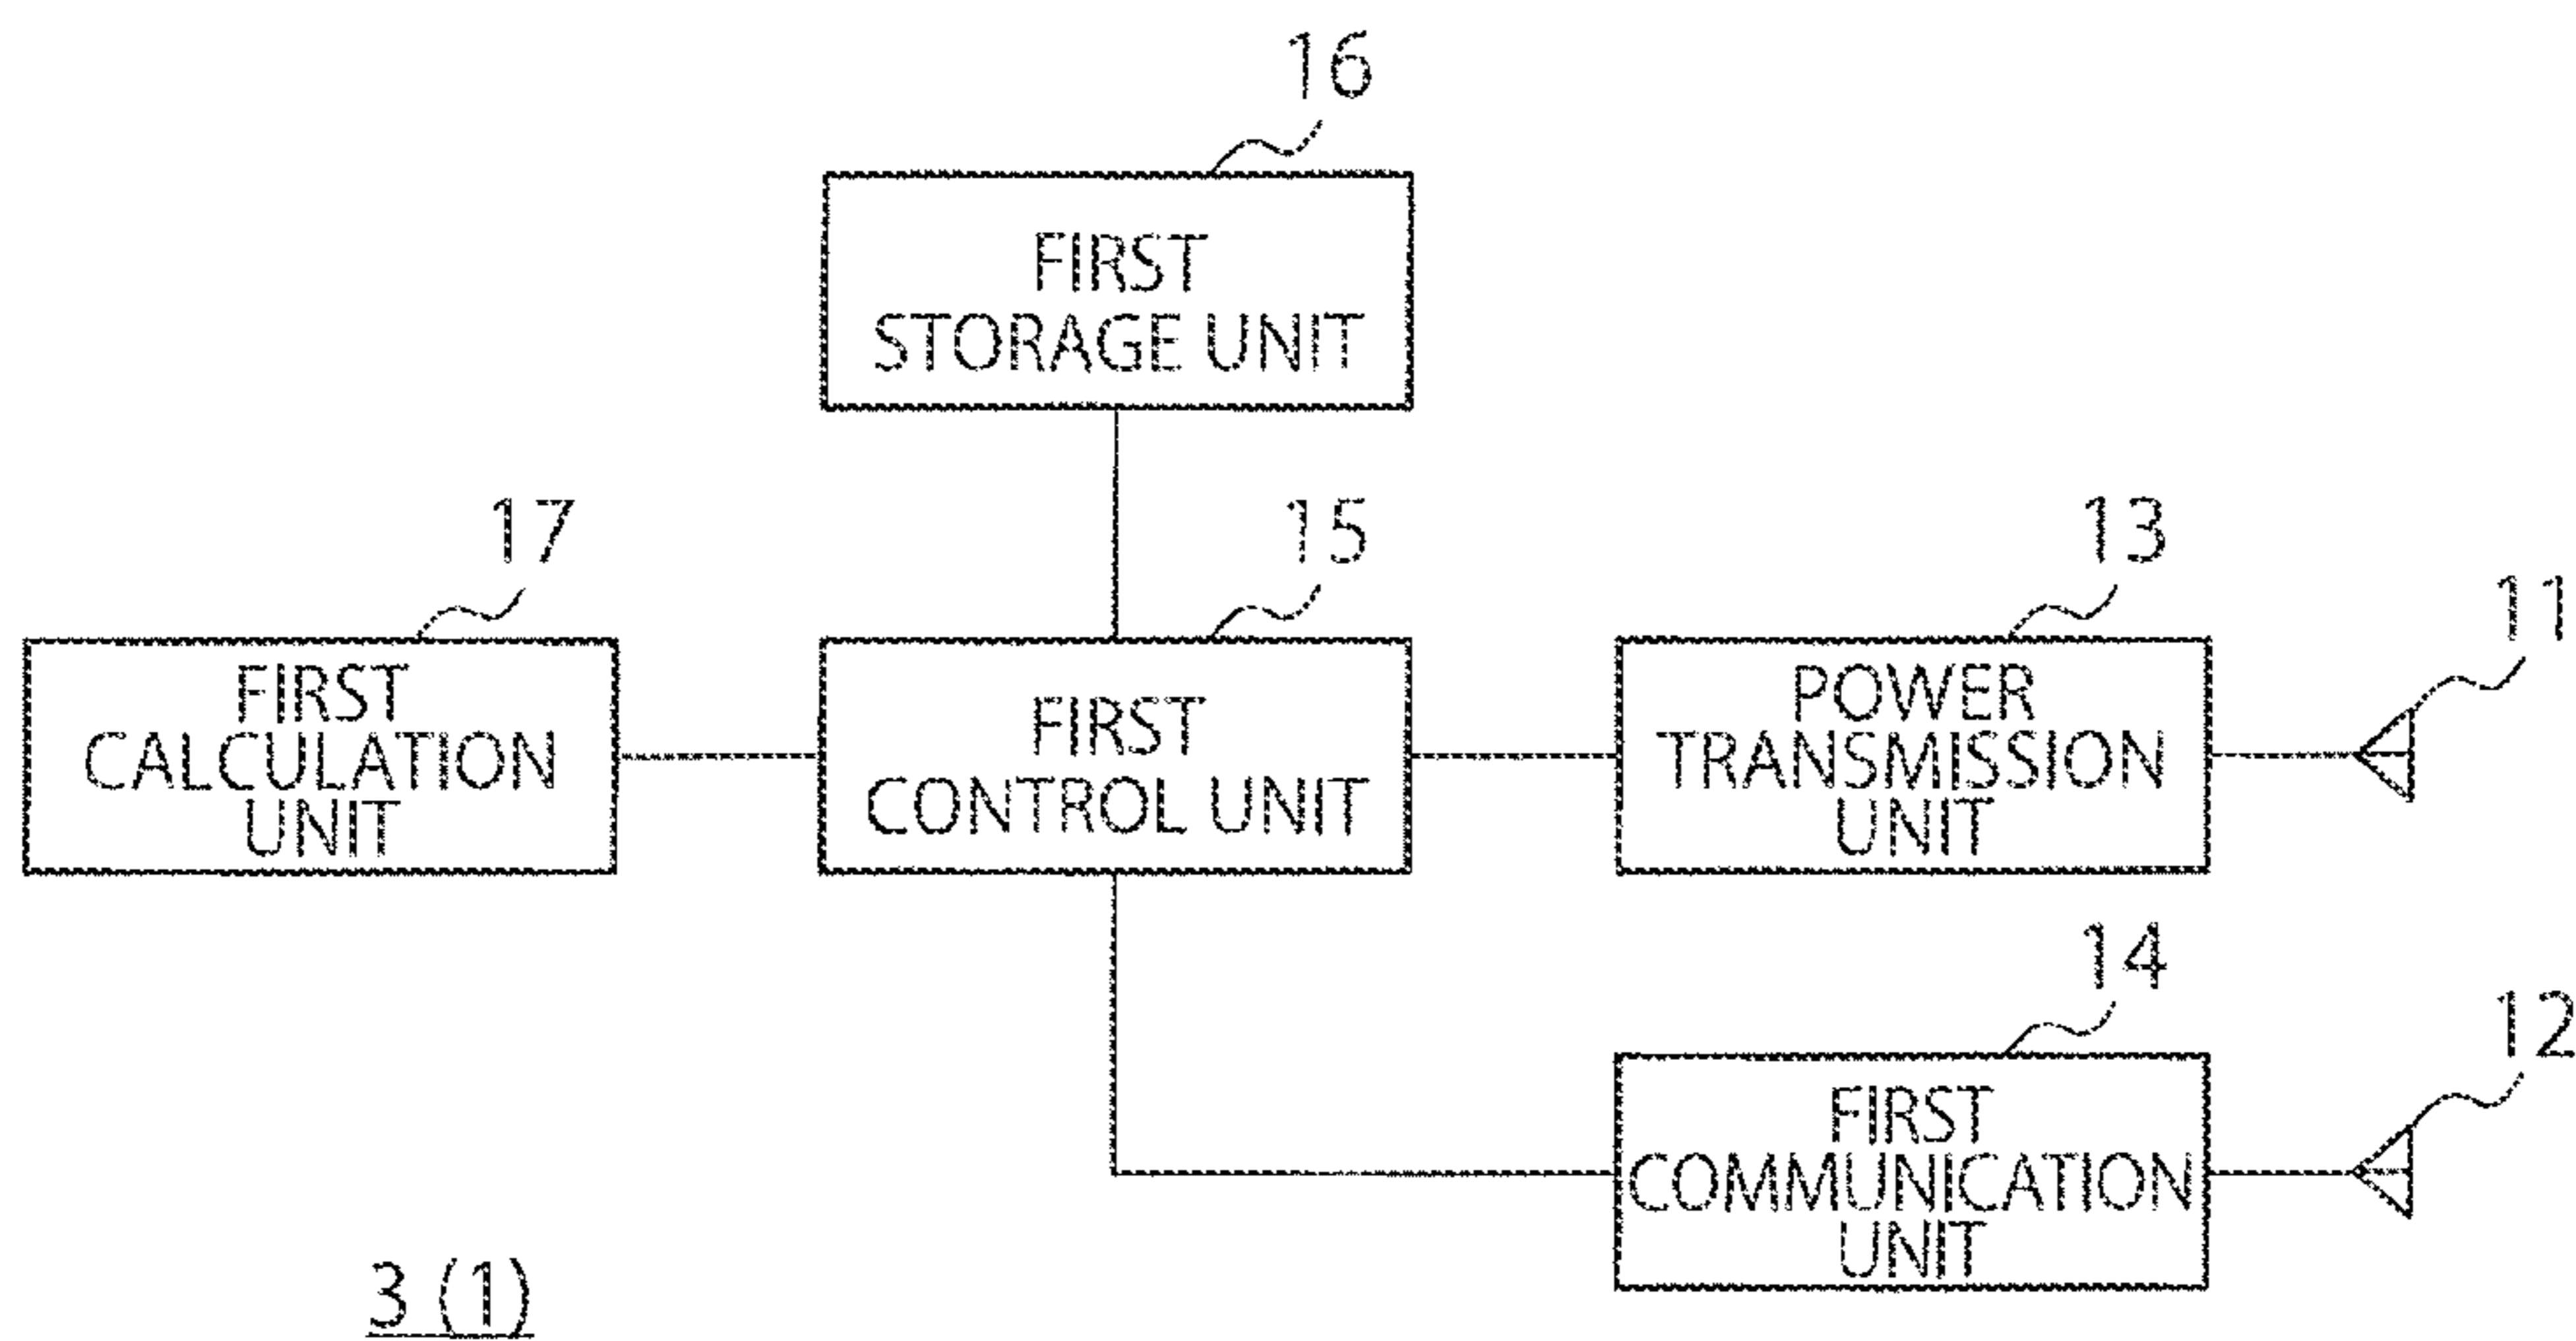 16
FIRST
STORAGE UNIT
17
15
13
11
FIRST
CALCULATION
UNIT
FIRST
CONTROL UNIT
POWER
TRANSMISSION
UNIT
14
12
FIRST
COMMUNICATION
UNIT
3 (1)